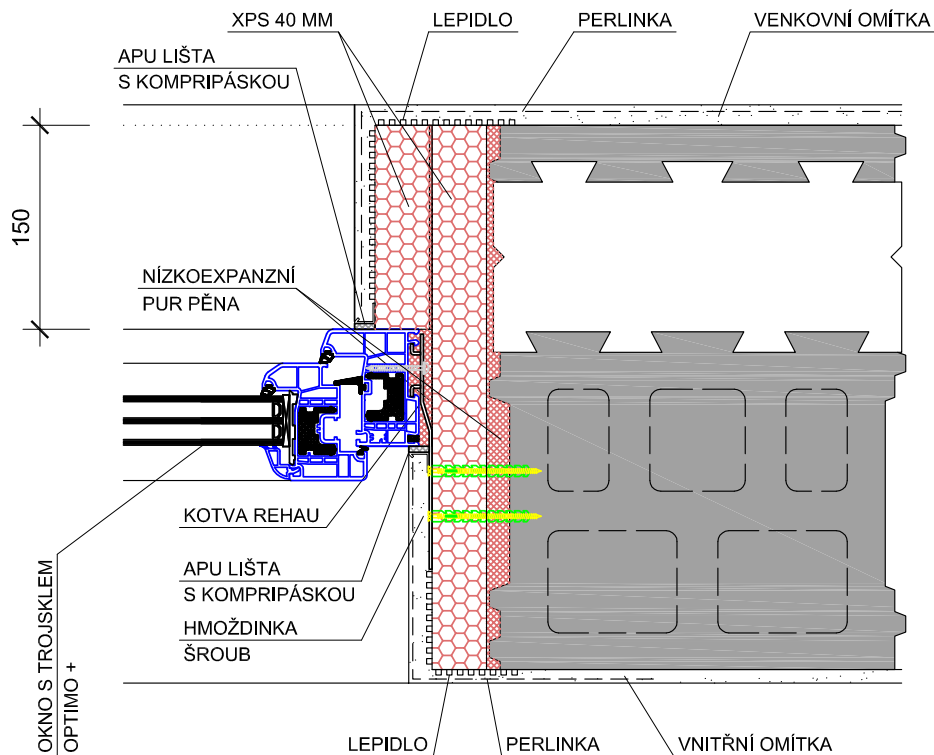 XPS 40 MM
LEPIDLO
PERLINKA
VENKOVNÍ OMÍTKA
APU LIŠTA
S KOMPRIPÁSKOU
150
NÍZKOEXPANZNÍ
PUR PĚNA
KOTVA REHAU
APU LIŠTA
S KOMPRIPÁSKOU
HMOŽDINKA
ŠROUB
OKNO S TROJSKLEM
OPTIMO +
LEPIDLO
PERLINKA
VNITŘNÍ OMÍTKA